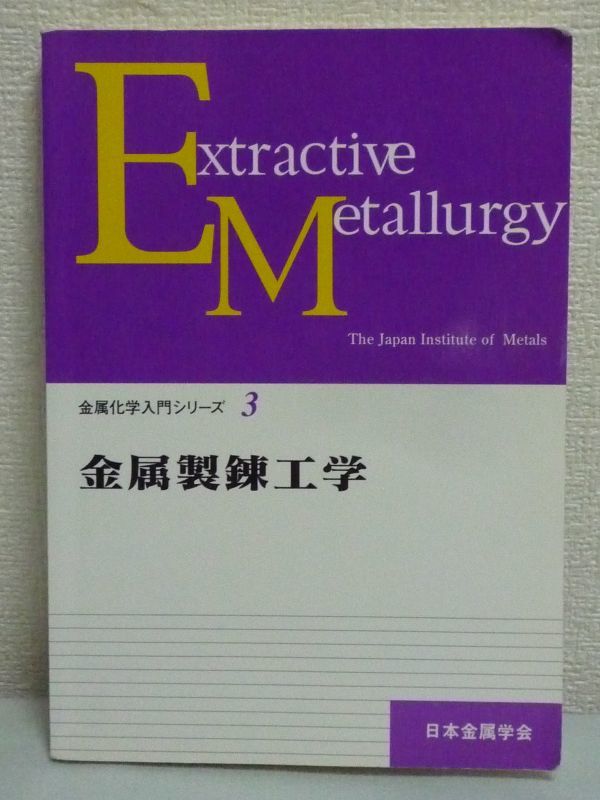 Extractive
Metallurgy
The Japan Institute of Metals
金属化学入門シリーズ 3
金属製錬工学
日本金属学会